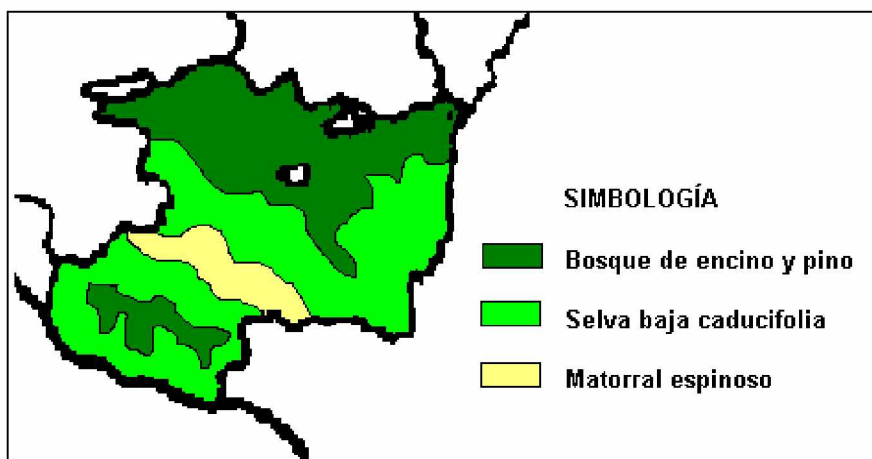 SIMBOLOGÍA
Bosque de encino y pino
Selva baja caducifolia
Matorral espinoso